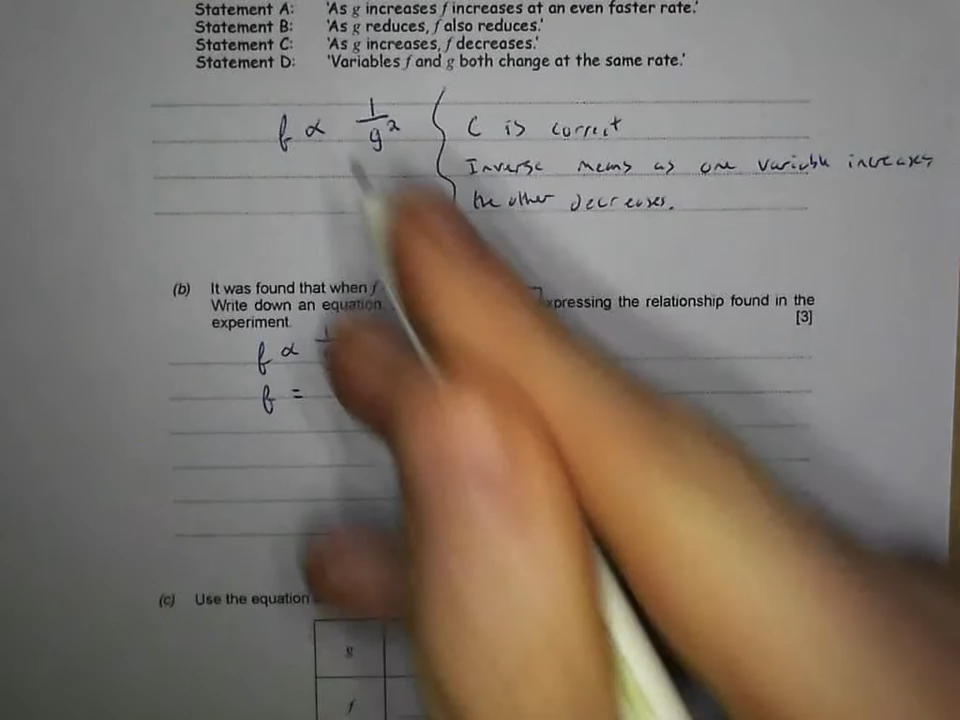 Statement A: 'As g increases f increases at an even faster rate.'
Statement B: 'As g reduces, f also reduces.'
Statement C: 'As g increases, f decreases.'
Statement D: 'Variables f and g both change at the same rate.'
f ∝ 1/g² { C is correct
Inverse means as one variable increases
the other decreases.
(b) It was found that when f
Write down an equation expressing the relationship found in the
experiment. [3]
f ∝ 1
f =
(c) Use the equation
g
f